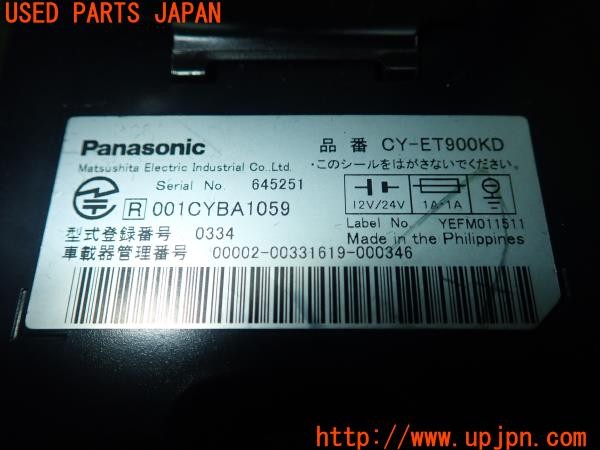 USED PARTS JAPAN
Panasonic 品番 CY-ET900KD
Matsushita Electric Industrial Co.,Ltd. ・このシールをはがさないでください。
Serial No. 645251
R 001CYBA1059 12V/24V 1A・1A
型式登録番号 0334 Label No YEFM011511
車載器管理番号 00002-00331619-000346 Made in the Philippines
http://www.upjpn.com